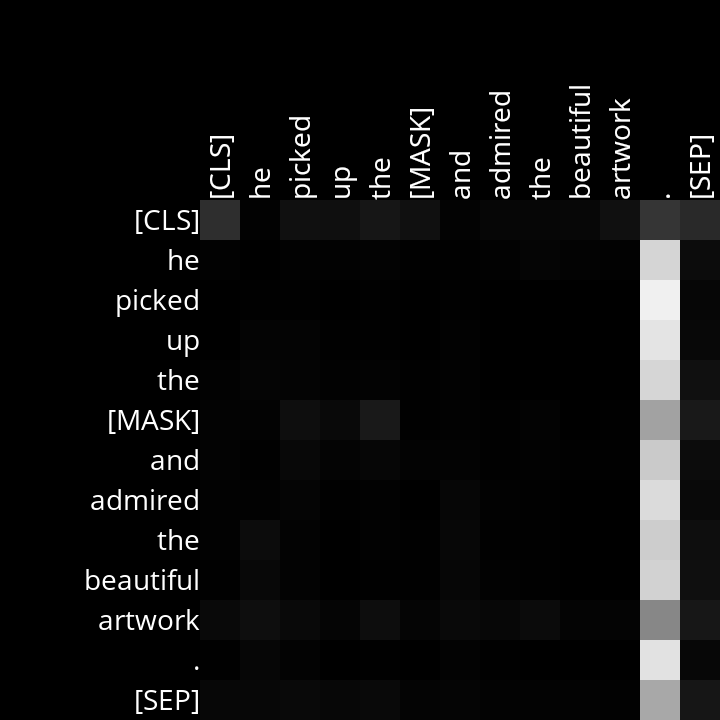 [CLS] he picked up the [MASK] and admired the beautiful artwork . [SEP]
[CLS]
he
picked
up
the
[MASK]
and
admired
the
beautiful
artwork
.
[SEP]